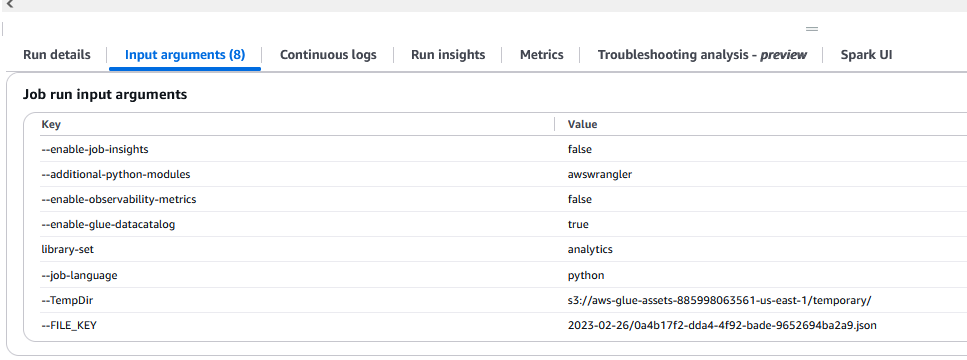 Run details Input arguments (8) Continuous logs Run insights Metrics Troubleshooting analysis - preview Spark UI
Job run input arguments
Key Value
--enable-job-insights false
--additional-python-modules awswrangler
--enable-observability-metrics false
--enable-glue-datacatalog true
library-set analytics
--job-language python
--TempDir s3://aws-glue-assets-885998063561-us-east-1/temporary/
--FILE_KEY 2023-02-26/0a4b17f2-dda4-4f92-bade-9652694ba2a9.json